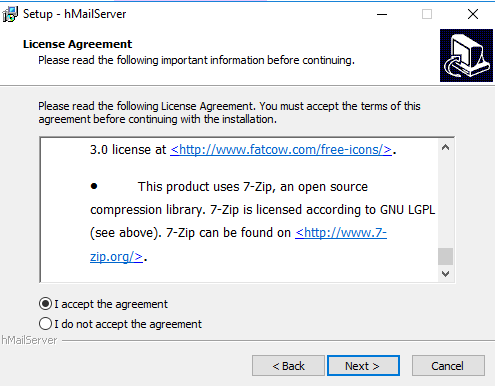 Setup - hMailServer
License Agreement
Please read the following important information before continuing.
Please read the following License Agreement. You must accept the terms of this
agreement before continuing with the installation.
3.0 license at <http://www.fatcow.com/free-icons/>.
• This product uses 7-Zip, an open source
compression library. 7-Zip is licensed according to GNU LGPL
(see above). 7-Zip can be found on <http://www.7-
zip.org/>.
I accept the agreement
I do not accept the agreement
hMailServer
< Back
Next >
Cancel